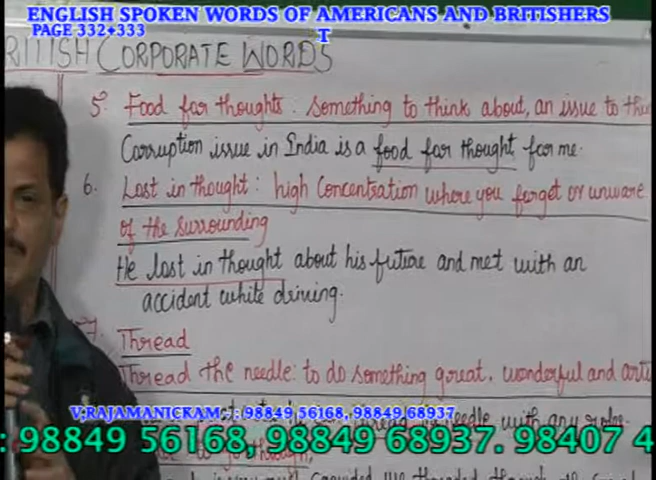 ENGLISH SPOKEN WORDS OF AMERICANS AND BRITISHERS
PAGE 332+333
T
RITISH CORPORATE WORDS
5. Food for thoughts : Something to think about, an issue to
Corruption issue in India is a food for thought for me.
6. Lost in thought : high Concentration where you forget or unware
of the surrounding
He lost in thought about his future and met with an
accident while driving.
7. Thread
Thread the needle : to do something great, wonderful and
V.RAJAMANICKAM-: 98849 56168, 98849 68937
needle with any
: 98849 56168, 98849 68937. 98407 4